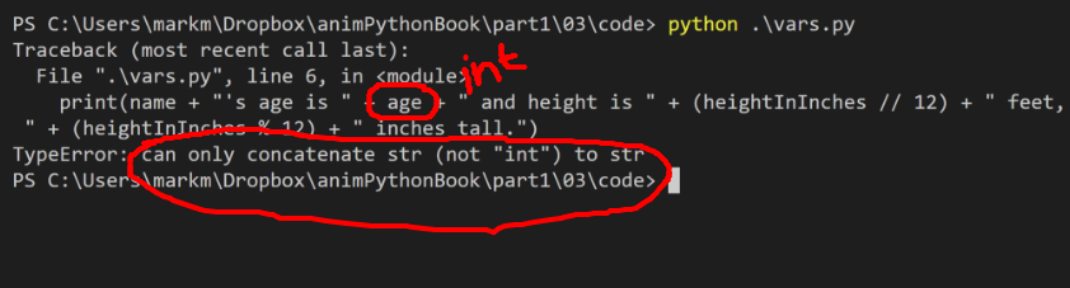 PS C:\Users\markm\Dropbox\animPythonBook\part1\03\code> python .\vars.py
Traceback (most recent call last):
  File ".\vars.py", line 6, in <module>
int
    print(name + "'s age is " + age + " and height is " + (heightInInches // 12) + " feet,
 " + (heightInInches % 12) + " inches tall.")
TypeError: can only concatenate str (not "int") to str
PS C:\Users\markm\Dropbox\animPythonBook\part1\03\code>